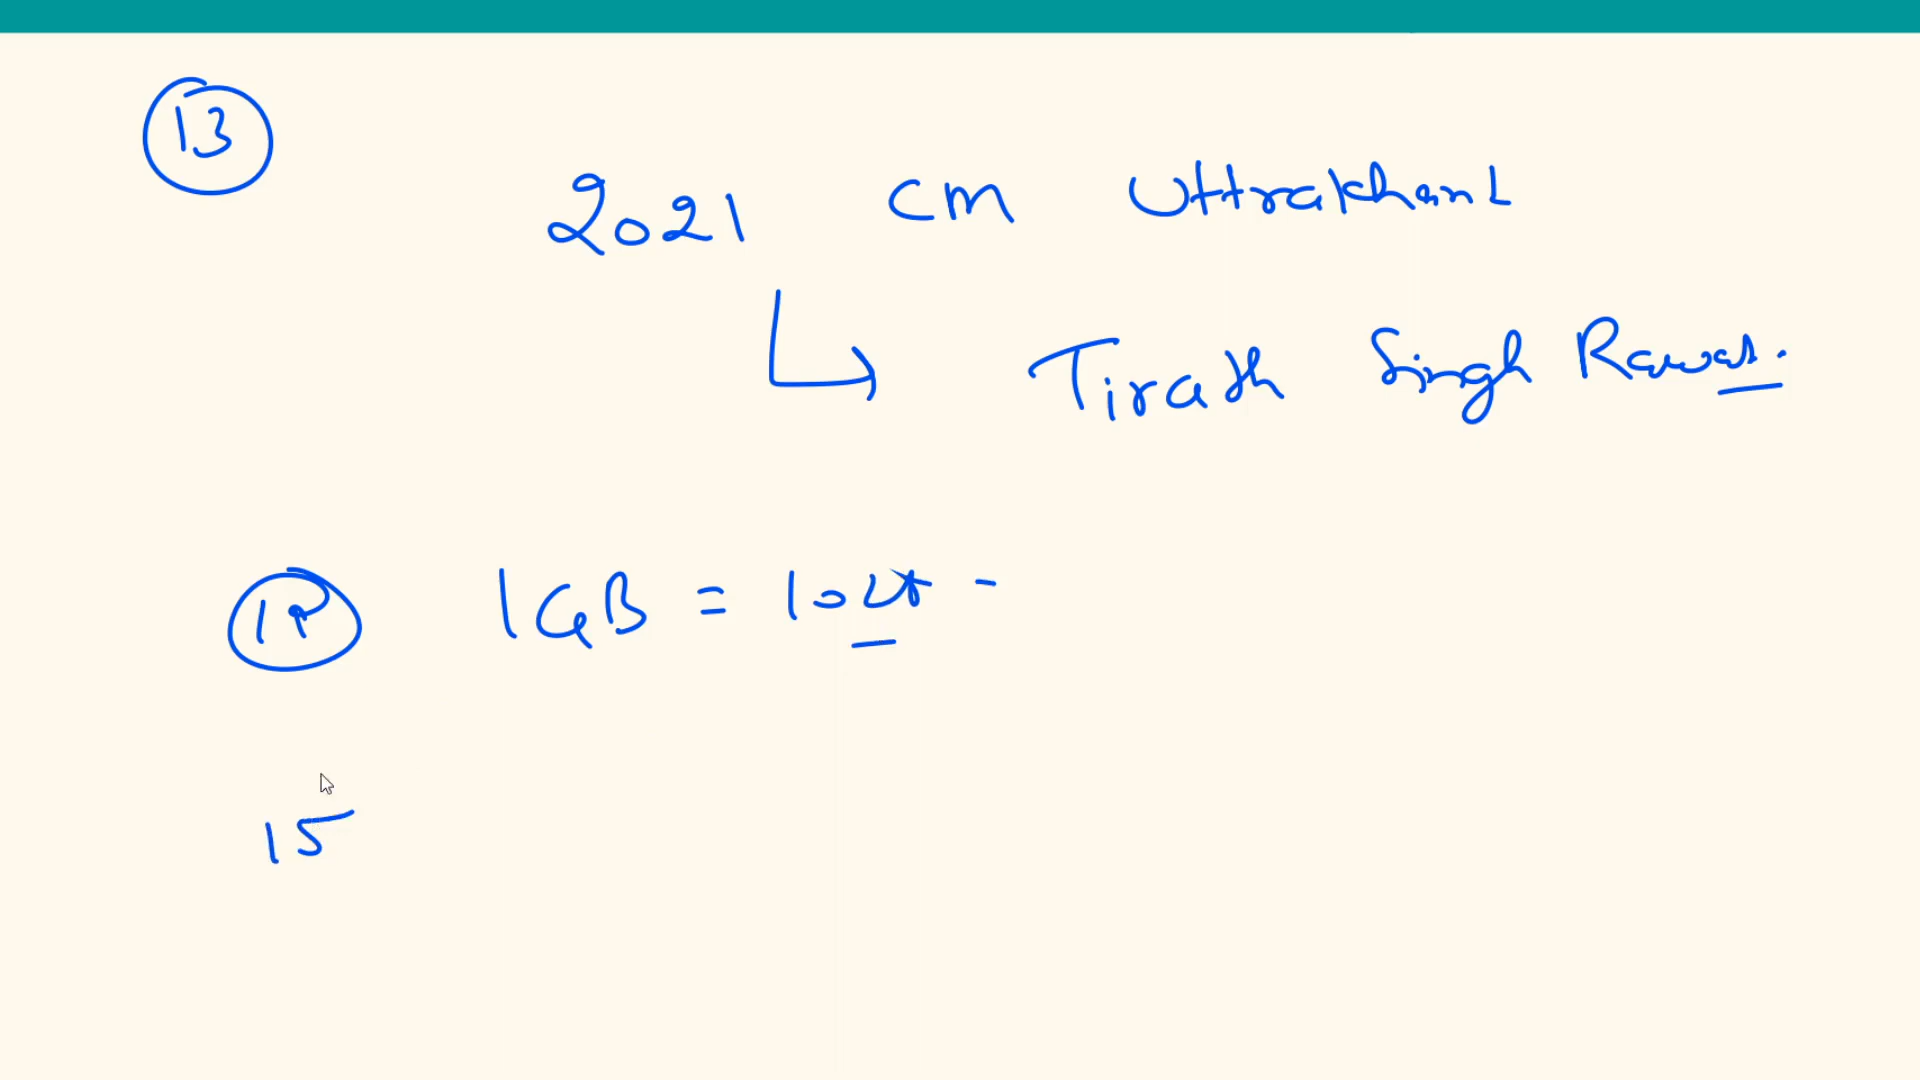 13
2021 CM Uttrakhand
Tirath Singh Rawat.
14 1GB = 1024 -
15